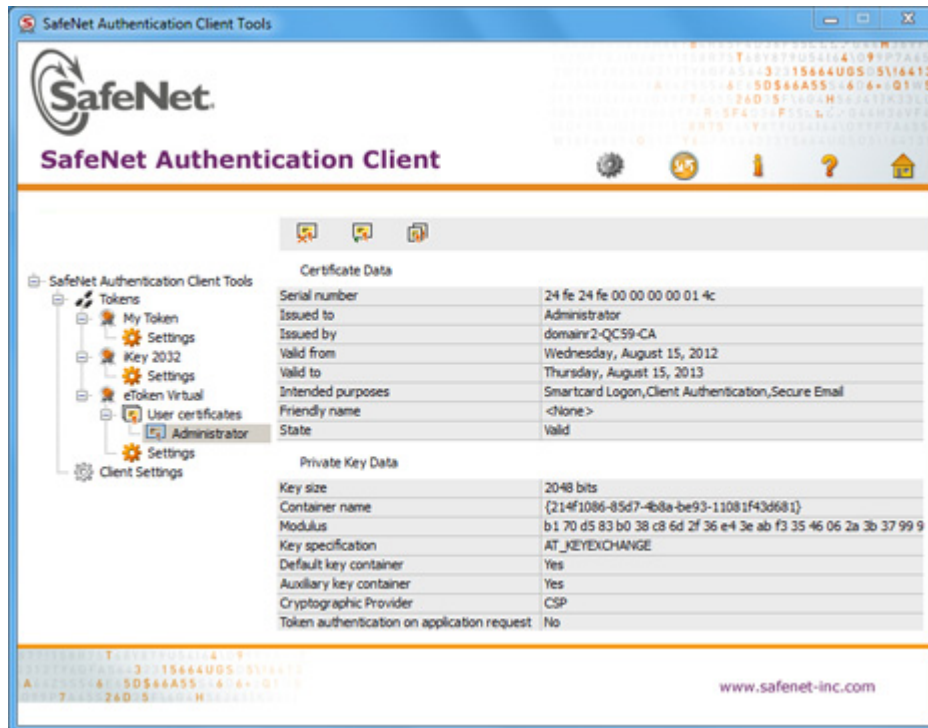 SafeNet Authentication Client Tools
SafeNet.
SafeNet Authentication Client
SafeNet Authentication Client Tools
Tokens
My Token
Settings
iKey 2032
Settings
eToken Virtual
User certificates
Administrator
Settings
Client Settings
Certificate Data
Serial number 24 fe 24 fe 00 00 00 00 01 4c
Issued to Administrator
Issued by domainr2-QC59-CA
Valid from Wednesday, August 15, 2012
Valid to Thursday, August 15, 2013
Intended purposes Smartcard Logon,Client Authentication,Secure Email
Friendly name <None>
State Valid
Private Key Data
Key size 2048 bits
Container name {214f1086-85d7-4b8a-be93-11081f43d681}
Modulus b1 70 d5 83 b0 38 c8 6d 2f 36 e4 3e ab f3 35 46 06 2a 3b 37 99 9
Key specification AT_KEYEXCHANGE
Default key container Yes
Auxiliary key container Yes
Cryptographic Provider CSP
Token authentication on application request No
www.safenet-inc.com